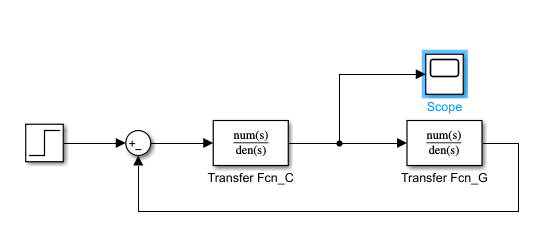 Scope
+
−
num(s)
den(s)
num(s)
den(s)
Transfer Fcn_C
Transfer Fcn_G